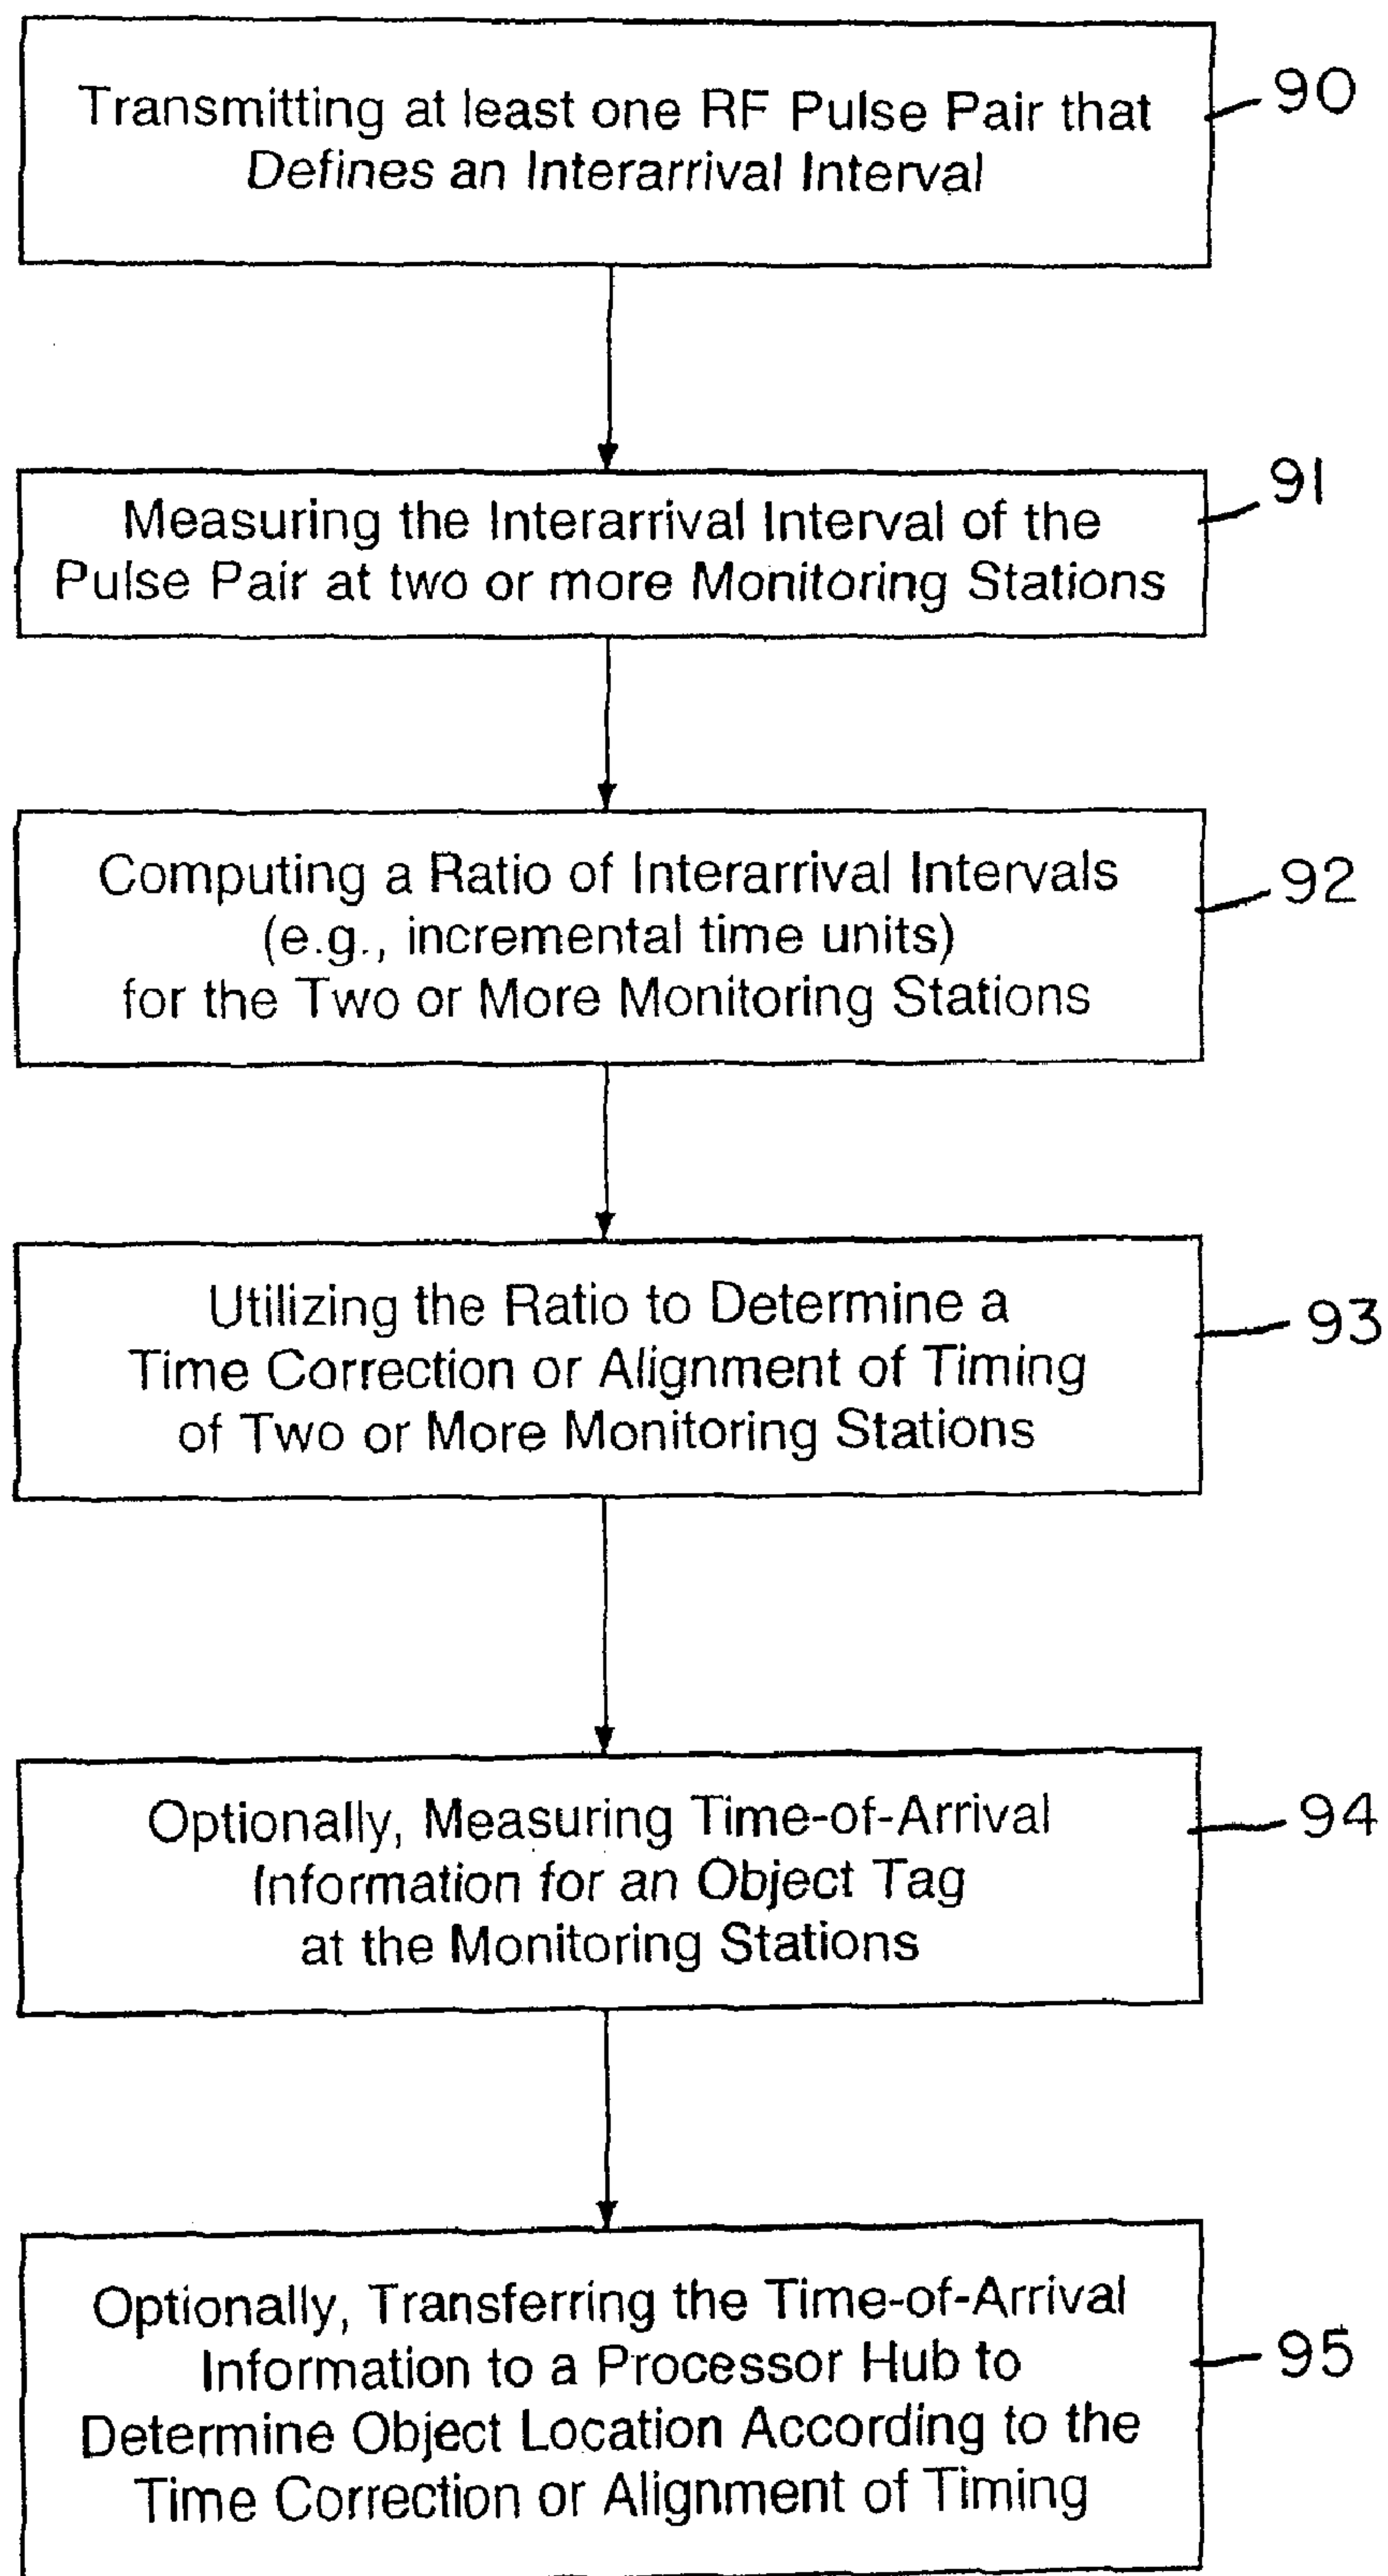 Transmitting at least one RF Pulse Pair that
Defines an Interarrival Interval
90
Measuring the Interarrival Interval of the
Pulse Pair at two or more Monitoring Stations
91
Computing a Ratio of Interarrival Intervals
(e.g., incremental time units)
for the Two or More Monitoring Stations
92
Utilizing the Ratio to Determine a
Time Correction or Alignment of Timing
of Two or More Monitoring Stations
93
Optionally, Measuring Time-of-Arrival
Information for an Object Tag
at the Monitoring Stations
94
Optionally, Transferring the Time-of-Arrival
Information to a Processor Hub to
Determine Object Location According to the
Time Correction or Alignment of Timing
95